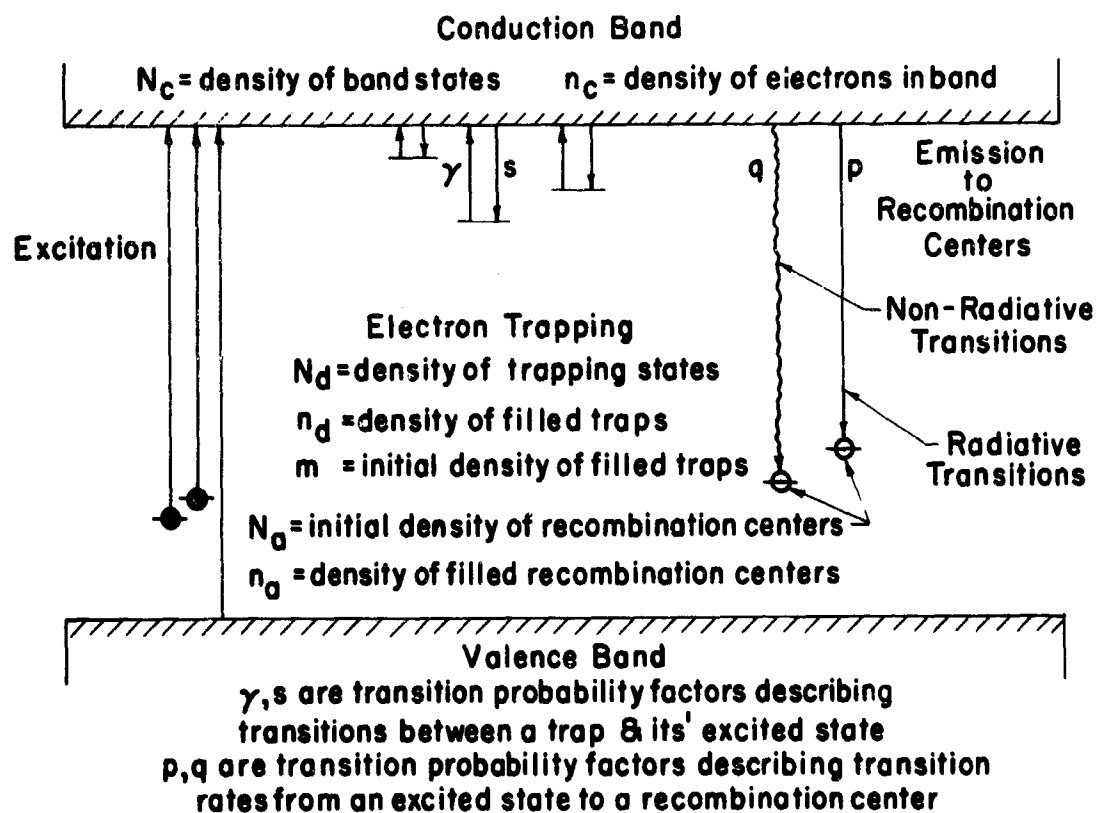 Conduction Band
N_c = density of band states n_c = density of electrons in band
γ
s
q
p
Emission
to
Recombination
Centers
Excitation
Non-Radiative
Transitions
Electron Trapping
N_d = density of trapping states
n_d = density of filled traps
m = initial density of filled traps
Radiative
Transitions
N_a = initial density of recombination centers
n_a = density of filled recombination centers
Valence Band
γ,s are transition probability factors describing
transitions between a trap & its' excited state
p,q are transition probability factors describing transition
rates from an excited state to a recombination center